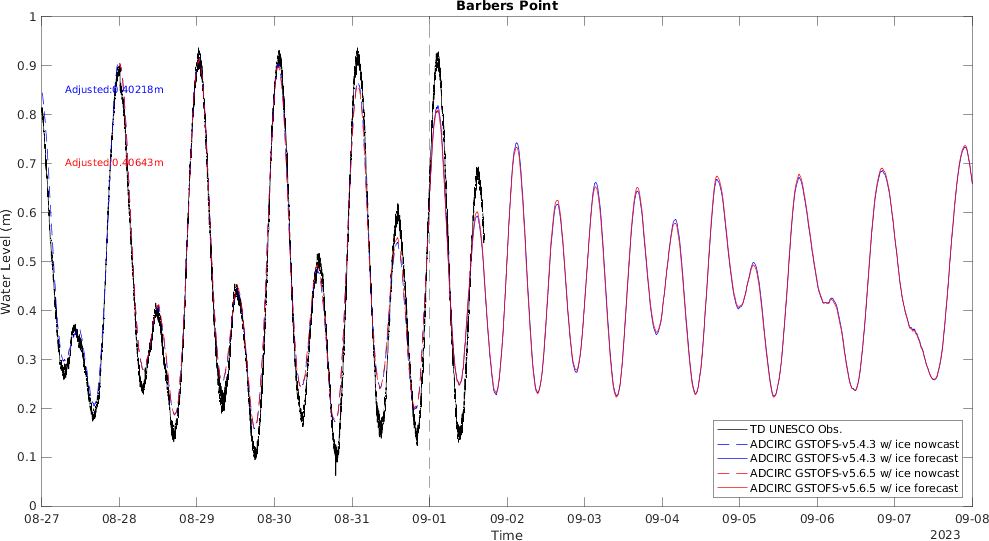 Barbers Point
1
0.9
0.8
0.7
0.6
0.5
0.4
0.3
0.2
0.1
0
Water Level (m)
Adjusted:0.40218m
Adjusted:0.40643m
TD UNESCO Obs.
ADCIRC GSTOFS-v5.4.3 w/ ice nowcast
ADCIRC GSTOFS-v5.4.3 w/ ice forecast
ADCIRC GSTOFS-v5.6.5 w/ ice nowcast
ADCIRC GSTOFS-v5.6.5 w/ ice forecast
08-27 08-28 08-29 08-30 08-31 09-01 09-02 09-03 09-04 09-05 09-06 09-07 09-08
Time
2023